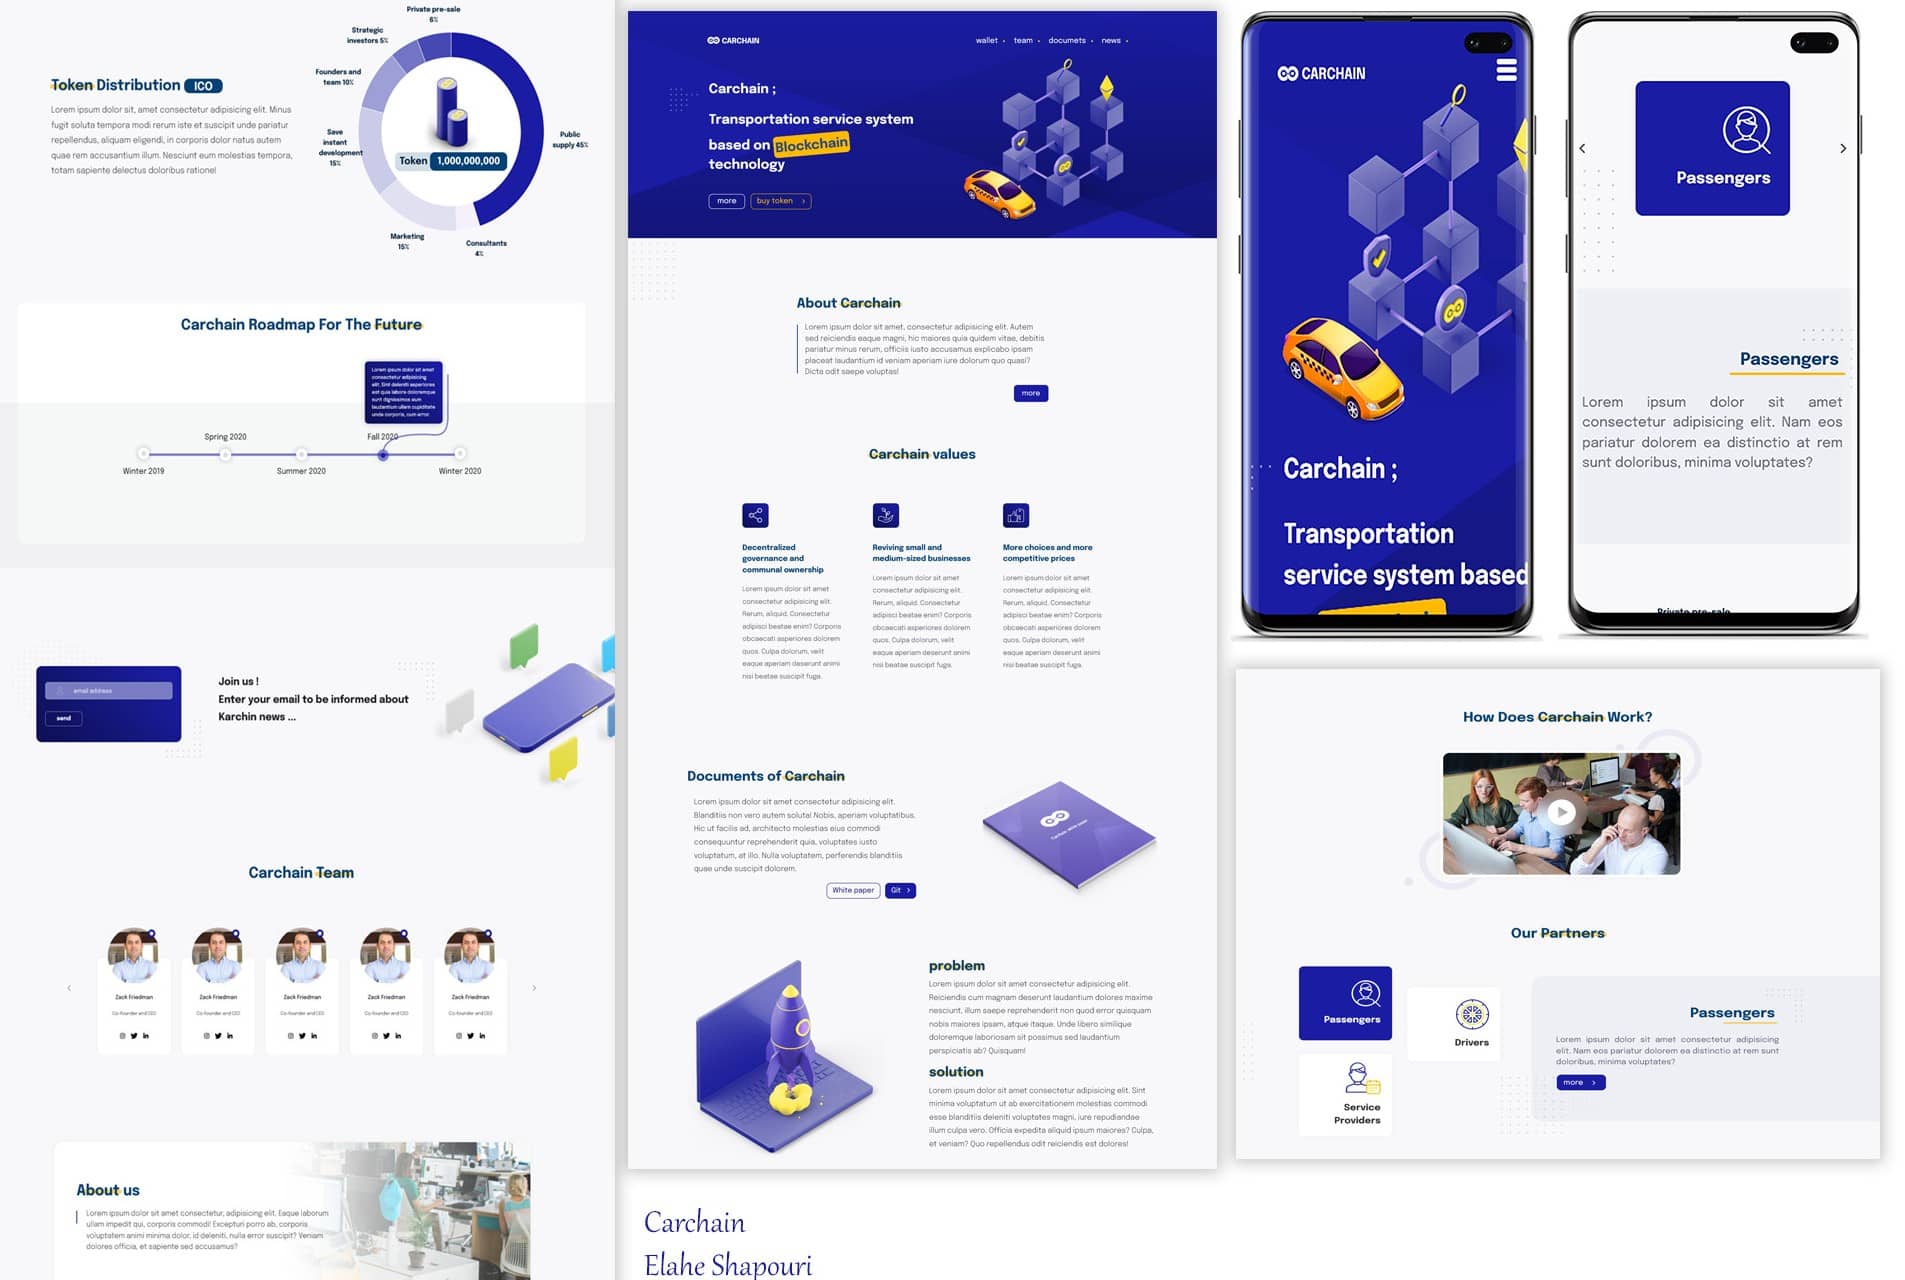 Private pre-sale
6%
Strategic
investors 5%
Founders and
team 10%
Save
instant
development
15%
Marketing
15%
Consultants
4%
Public
supply 45%
Token 1,000,000,000
Token Distribution ICO
Lorem ipsum dolor sit, amet consectetur adipisicing elit. Minus
fugit soluta tempora modi rerum iste et suscipit unde pariatur
repellendus, aliquam eligendi, in corporis dolor natus autem
quae rem accusantium illum. Nesciunt eum molestias tempora,
totam sapiente delectus doloribus ratione!
Carchain Roadmap For The Future
Lorem ipsum dolor sit amet
consectetur adipisicing
elit. Sint deleniti asperiores
est quia labore doloremque
sunt dignissimos eum
laudantium ullam cupiditate
unde corporis, cum error.
Spring 2020
Fall 2020
Winter 2019
Summer 2020
Winter 2020
email address
send
Join us !
Enter your email to be informed about
Karchin news ...
Carchain Team
Zack Friedman
Co-founder and CEO
Zack Friedman
Co-founder and CEO
Zack Friedman
Co-founder and CEO
Zack Friedman
Co-founder and CEO
Zack Friedman
Co-founder and CEO
About us
Lorem ipsum dolor sit amet consectetur, adipisicing elit. Eaque laborum
ullam impedit qui, corporis commodi! Excepturi porro ab, corporis
voluptatem animi minima dolor, id deleniti, nulla error suscipit? Veniam
dolores officia, et sapiente sed accusamus?
CARCHAIN
wallet
team
documets
news
Carchain ;
Transportation service system
based on Blockchain
technology
more
buy token
About Carchain
Lorem ipsum dolor sit amet, consectetur adipisicing elit. Autem
sed reiciendis eaque magni, hic maiores quia quidem vitae, debitis
pariatur minus rerum, officiis iusto accusamus explicabo ipsam
placeat laudantium id veniam aperiam iure dolorum quo quasi?
Dicta odit saepe voluptas!
more
Carchain values
Decentralized
governance and
communal ownership
Lorem ipsum dolor sit amet
consectetur adipisicing elit.
Rerum, aliquid. Consectetur
adipisci beatae enim? Corporis
obcaecati asperiores dolorem
quos. Culpa dolorum, velit
eaque aperiam deserunt animi
nisi beatae suscipit fuga.
Reviving small and
medium-sized businesses
Lorem ipsum dolor sit amet
consectetur adipisicing elit.
Rerum, aliquid. Consectetur
adipisci beatae enim? Corporis
obcaecati asperiores dolorem
quos. Culpa dolorum, velit
eaque aperiam deserunt animi
nisi beatae suscipit fuga.
More choices and more
competitive prices
Lorem ipsum dolor sit amet
consectetur adipisicing elit.
Rerum, aliquid. Consectetur
adipisci beatae enim? Corporis
obcaecati asperiores dolorem
quos. Culpa dolorum, velit
eaque aperiam deserunt animi
nisi beatae suscipit fuga.
Documents of Carchain
Lorem ipsum dolor sit amet consectetur adipisicing elit.
Blanditiis non vero autem soluta! Nobis, aperiam voluptatibus.
Hic ut facilis ad, architecto molestias eius commodi
consequuntur reprehenderit quia, voluptates iusto
voluptatum, at illo. Nulla voluptatem, perferendis blanditiis
quae unde suscipit dolorem.
White paper
Git
Carchain white paper
problem
Lorem ipsum dolor sit amet consectetur adipisicing elit.
Reiciendis cum magnam deserunt laudantium dolores maxime
nesciunt, illum saepe reprehenderit non quod error quisquam
nobis maiores ipsam, atque itaque. Unde libero similique
doloremque laboriosam sit possimus sed laudantium
perspiciatis ab? Quisquam!
solution
Lorem ipsum dolor sit amet consectetur adipisicing elit. Sint
minima voluptatum ut ab exercitationem molestias commodi
esse blanditiis deleniti voluptates magni, iure repudiandae
illum culpa vero. Officia expedita aliquid ipsum maiores? Culpa,
et veniam? Quo repellendus odit reiciendis est dolores!
Carchain
Elahe Shapouri
CARCHAIN
Carchain ;
Transportation
service system based
Passengers
Passengers
Lorem ipsum dolor sit amet
consectetur adipisicing elit. Nam eos
pariatur dolorem ea distinctio at rem
sunt doloribus, minima voluptates?
Private pre-sale
How Does Carchain Work?
Our Partners
Passengers
Drivers
Service
Providers
Passengers
Lorem ipsum dolor sit amet consectetur adipisicing
elit. Nam eos pariatur dolorem ea distinctio at rem sunt
doloribus, minima voluptates?
more